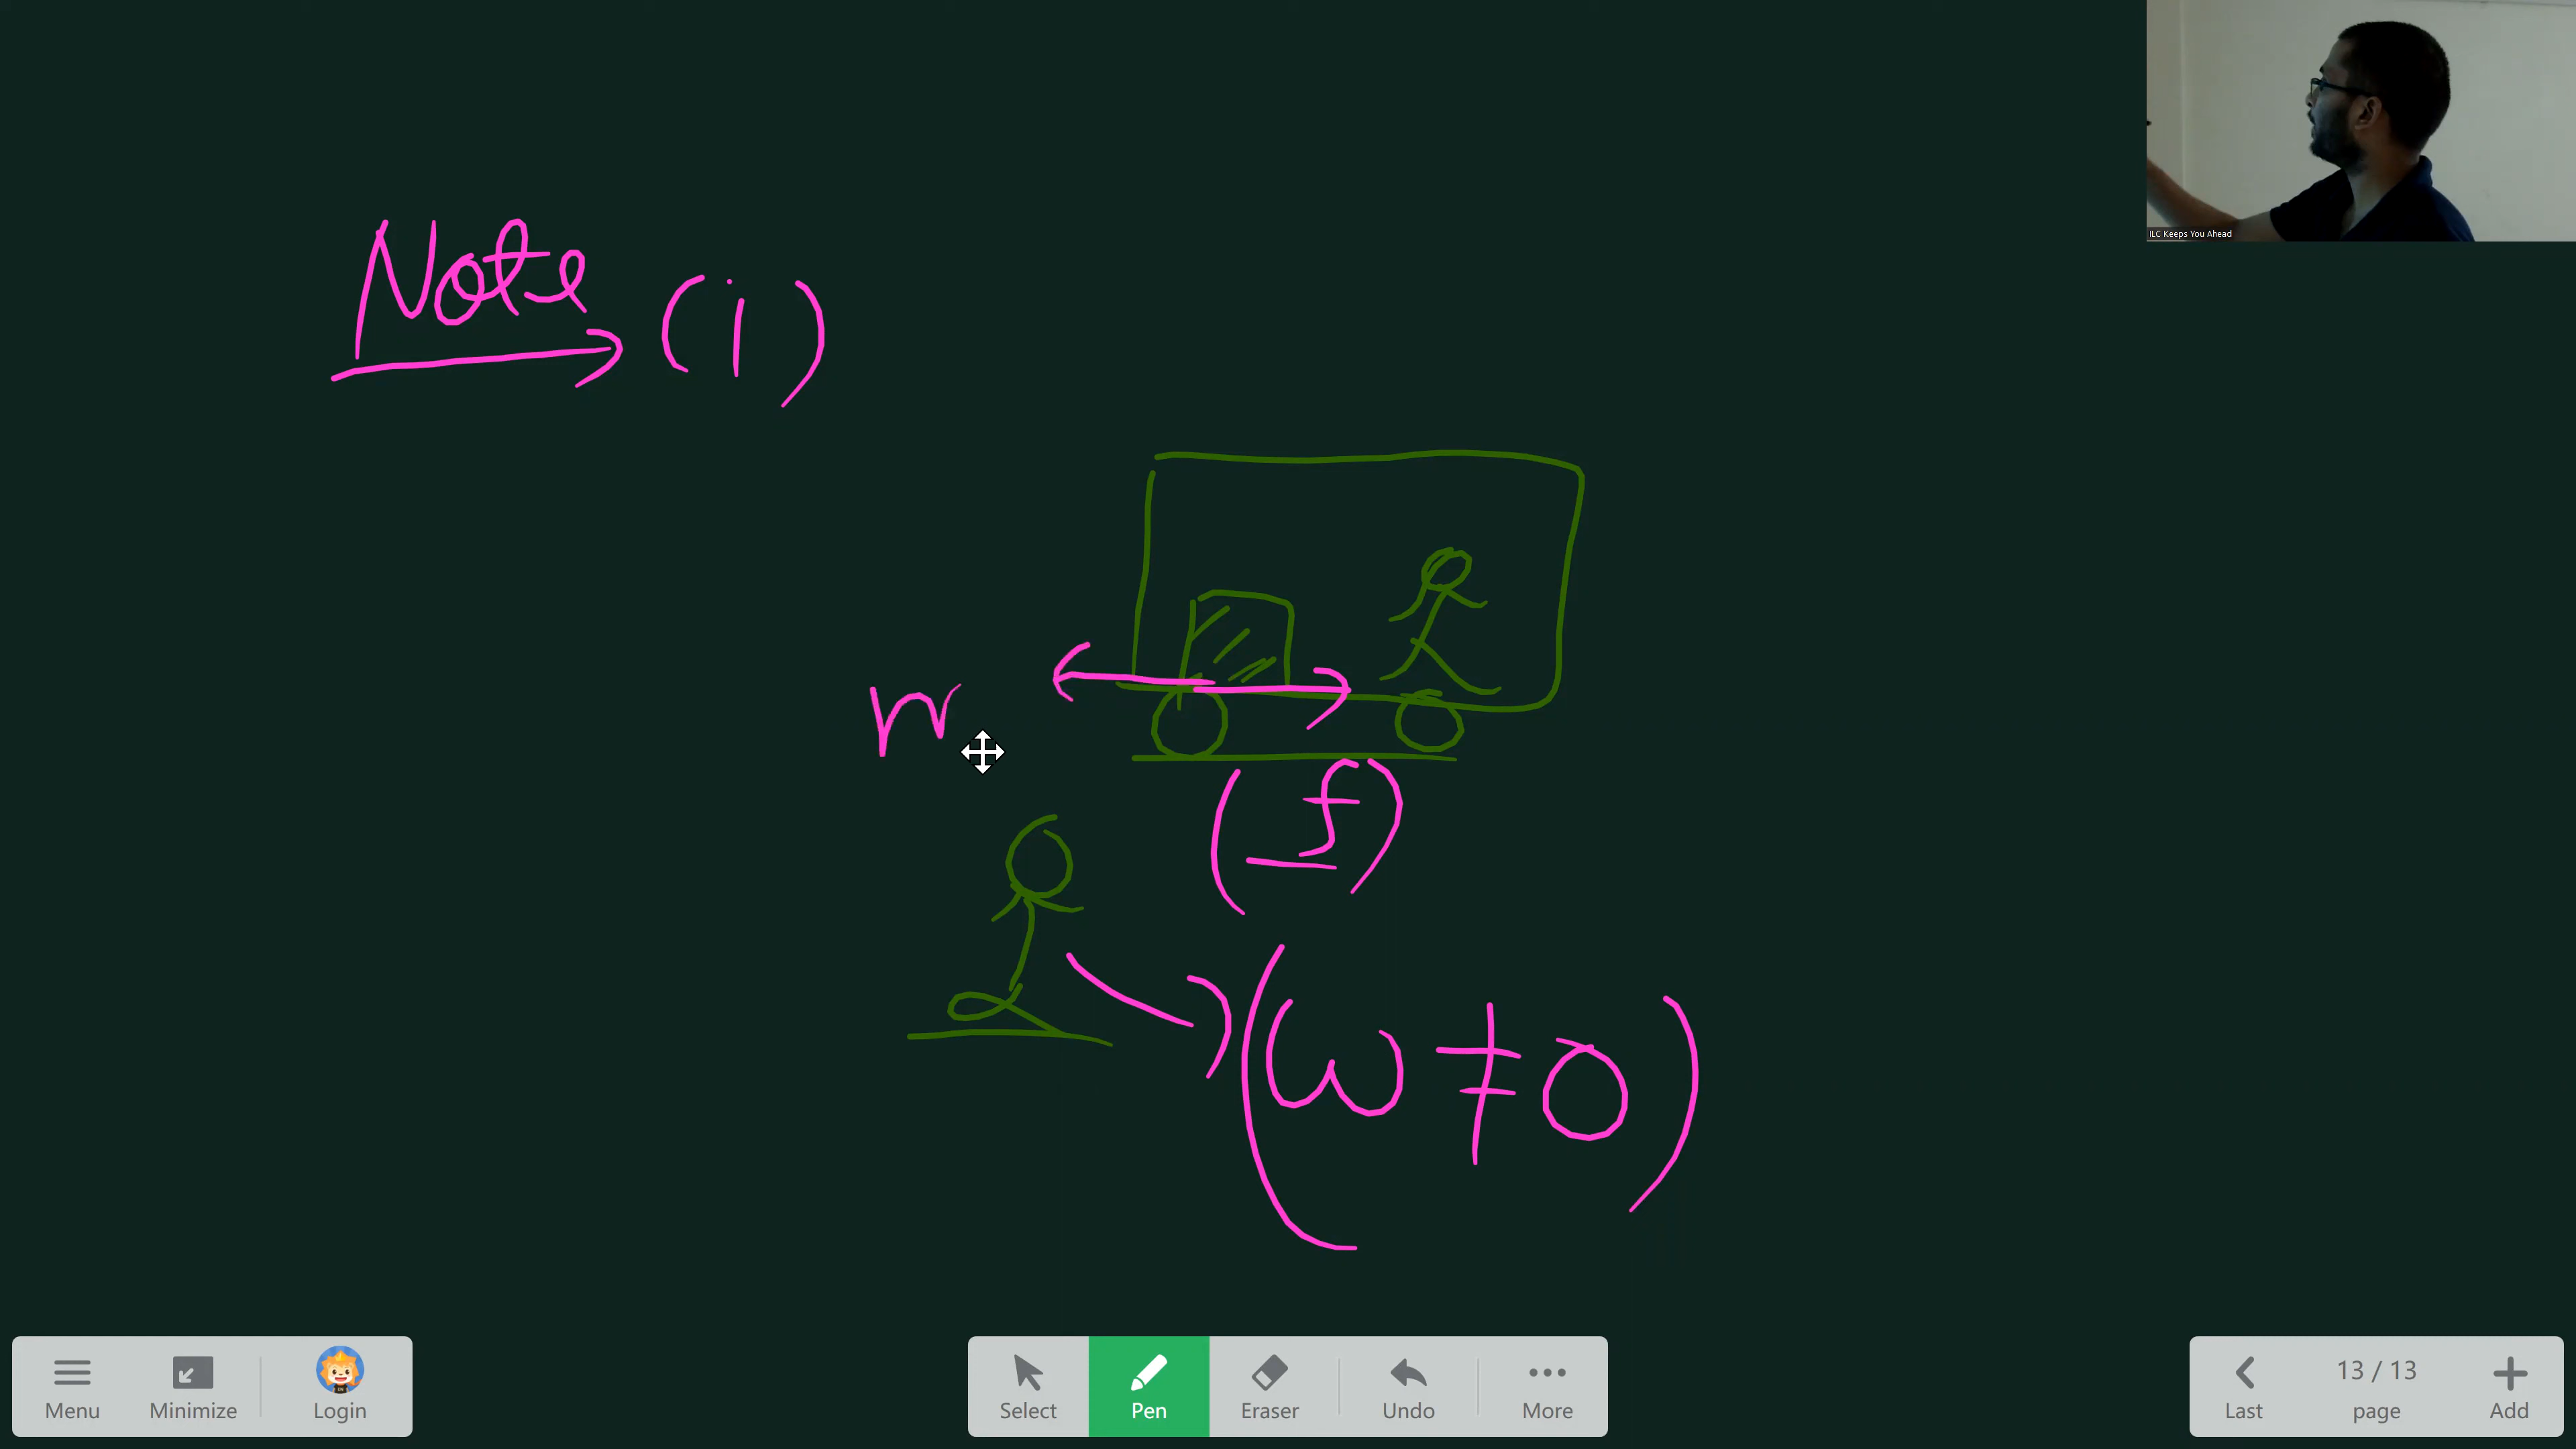 ILC Keeps You Ahead
Note (i)
m
(f)
(W ≠ 0)
Menu Minimize Login
Select Pen Eraser Undo More
13 / 13
Last page Add